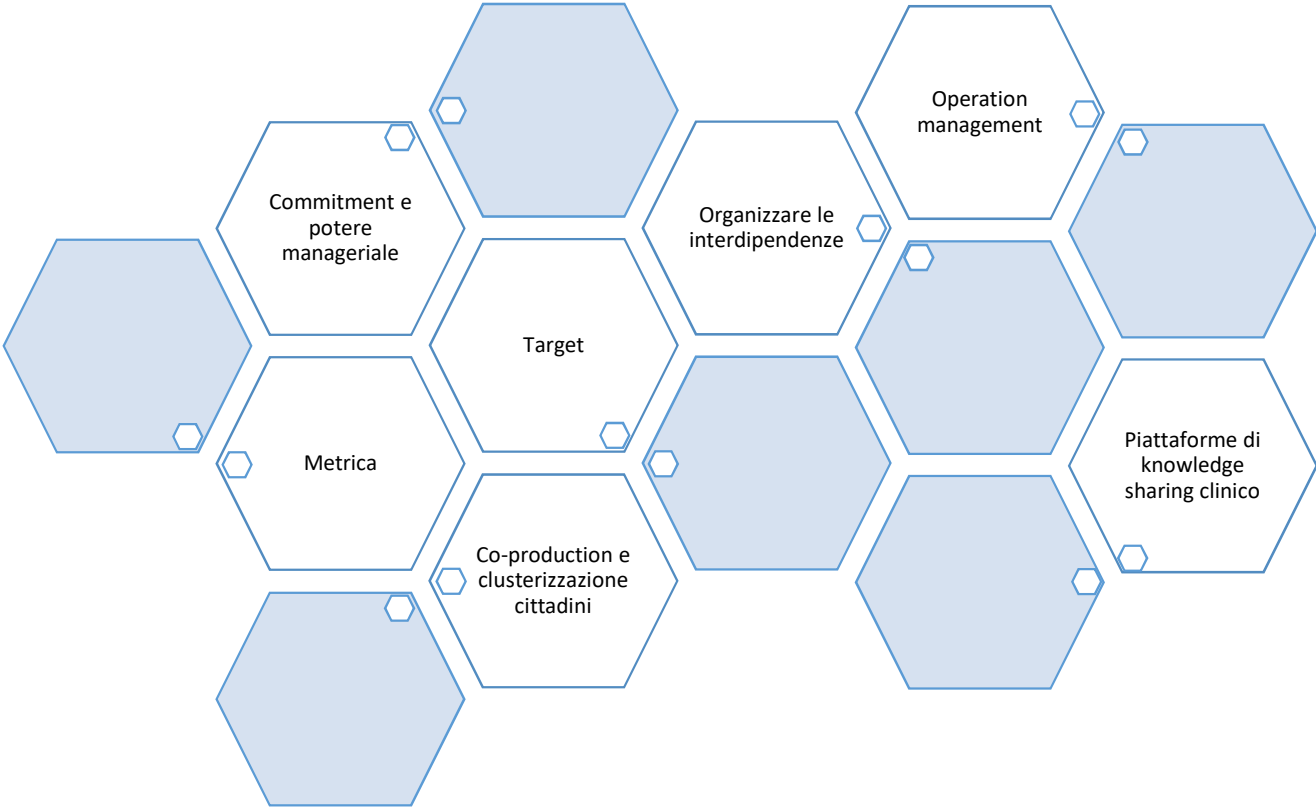 Operation
management
Commitment e
potere
manageriale
Organizzare le
interdipendenze
Target
Metrica
Piattaforme di
knowledge
sharing clinico
Co-production e
clusterizzazione
cittadini